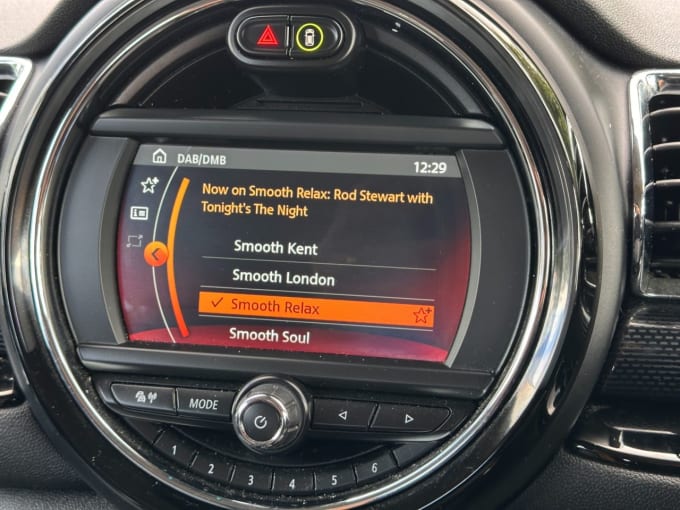 DAB/DMB
12:29
Now on Smooth Relax: Rod Stewart with
Tonight's The Night
Smooth Kent
Smooth London
Smooth Relax
Smooth Soul
MODE
1
2
3
4
5
6